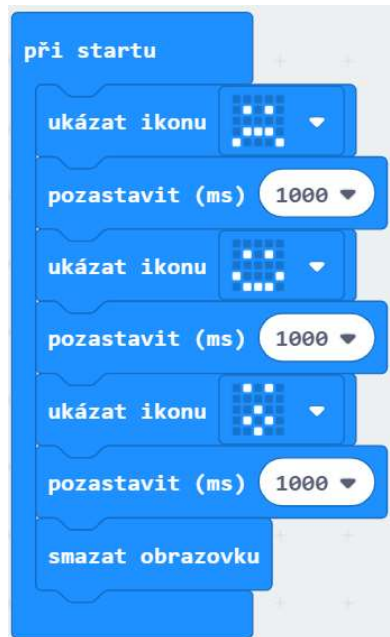 při startu
ukázat ikonu
pozastavit (ms) 1000
ukázat ikonu
pozastavit (ms) 1000
ukázat ikonu
pozastavit (ms) 1000
smazat obrazovku